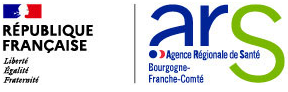 RÉPUBLIQUE
FRANÇAISE
Liberté
Égalité
Fraternité
ars
Agence Régionale de Santé
Bourgogne-
Franche-Comté